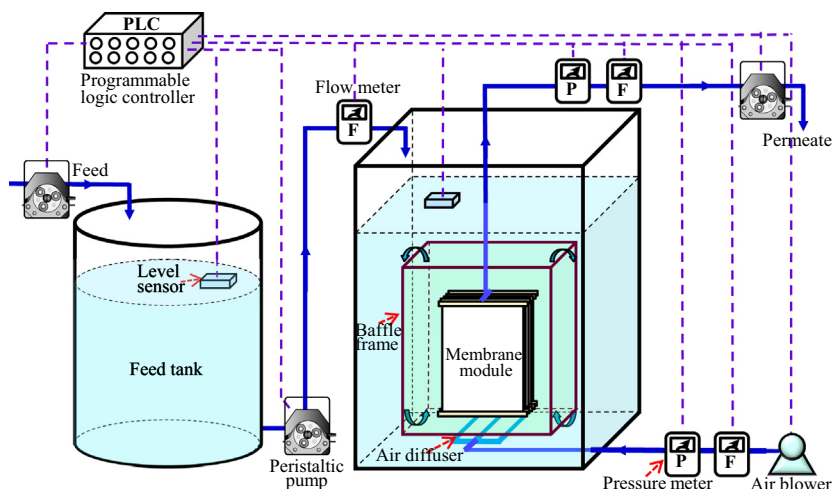 PLC
Programmable
logic controller
Flow meter
P
F
F
Permeate
Feed
Level
sensor
Baffle
frame
Membrane
module
Feed tank
Air diffuser
Peristaltic
pump
P
F
Pressure meter
Air blower